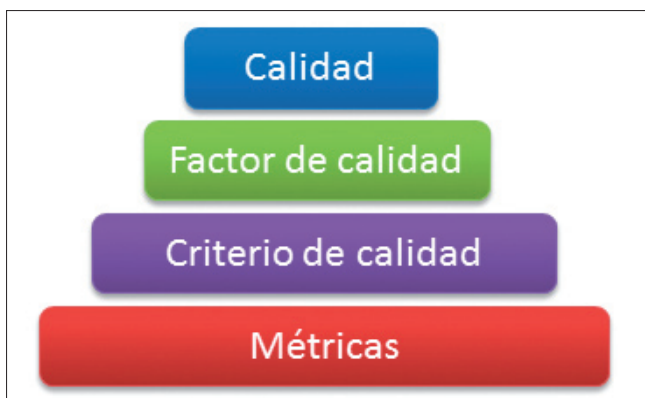 Calidad
Factor de calidad
Criterio de calidad
Métricas